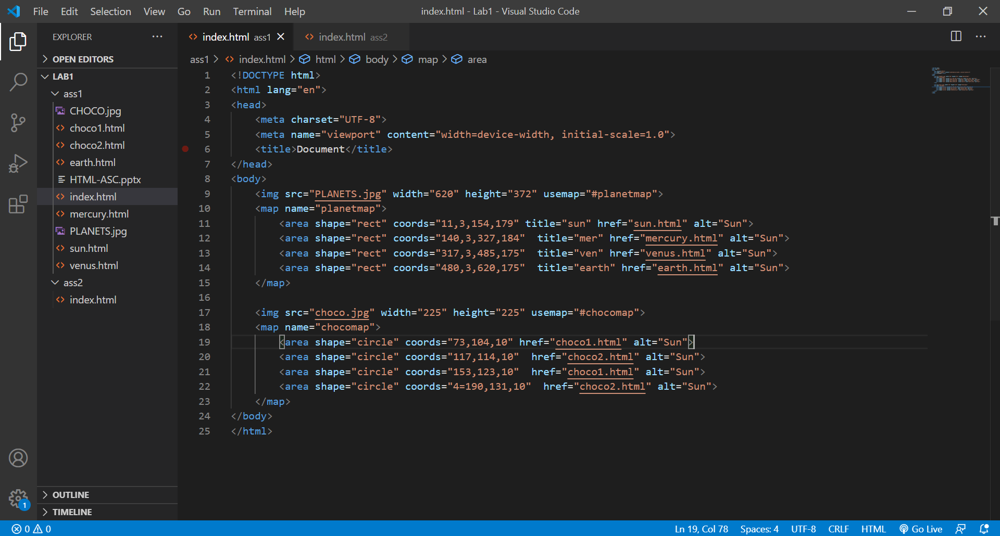 File Edit Selection View Go Run Terminal Help
index.html - Lab1 - Visual Studio Code
EXPLORER
OPEN EDITORS
LAB1
ass1
CHOCO.jpg
choco1.html
choco2.html
earth.html
HTML-ASC.pptx
index.html
mercury.html
PLANETS.jpg
sun.html
venus.html
ass2
index.html
OUTLINE
TIMELINE
1
index.html ass1
index.html ass2
ass1 > index.html > html > body > map > area
1 <!DOCTYPE html>
2 <html lang="en">
3 <head>
4     <meta charset="UTF-8">
5     <meta name="viewport" content="width=device-width, initial-scale=1.0">
6     <title>Document</title>
7 </head>
8 <body>
9     <img src="PLANETS.jpg" width="620" height="372" usemap="#planetmap">
10     <map name="planetmap">
11         <area shape="rect" coords="11,3,154,179" title="sun" href="sun.html" alt="Sun">
12         <area shape="rect" coords="140,3,327,184"  title="mer" href="mercury.html" alt="Sun">
13         <area shape="rect" coords="317,3,485,175"  title="ven" href="venus.html" alt="Sun">
14         <area shape="rect" coords="480,3,620,175"  title="earth" href="earth.html" alt="Sun">
15     </map>
16
17     <img src="choco.jpg" width="225" height="225" usemap="#chocomap">
18     <map name="chocomap">
19         <area shape="circle" coords="73,104,10" href="choco1.html" alt="Sun">
20         <area shape="circle" coords="117,114,10"  href="choco2.html" alt="Sun">
21         <area shape="circle" coords="153,123,10"  href="choco1.html" alt="Sun">
22         <area shape="circle" coords="4=190,131,10"  href="choco2.html" alt="Sun">
23     </map>
24 </body>
25 </html>
0 0 Ln 19, Col 78 Spaces: 4 UTF-8 CRLF HTML Go Live